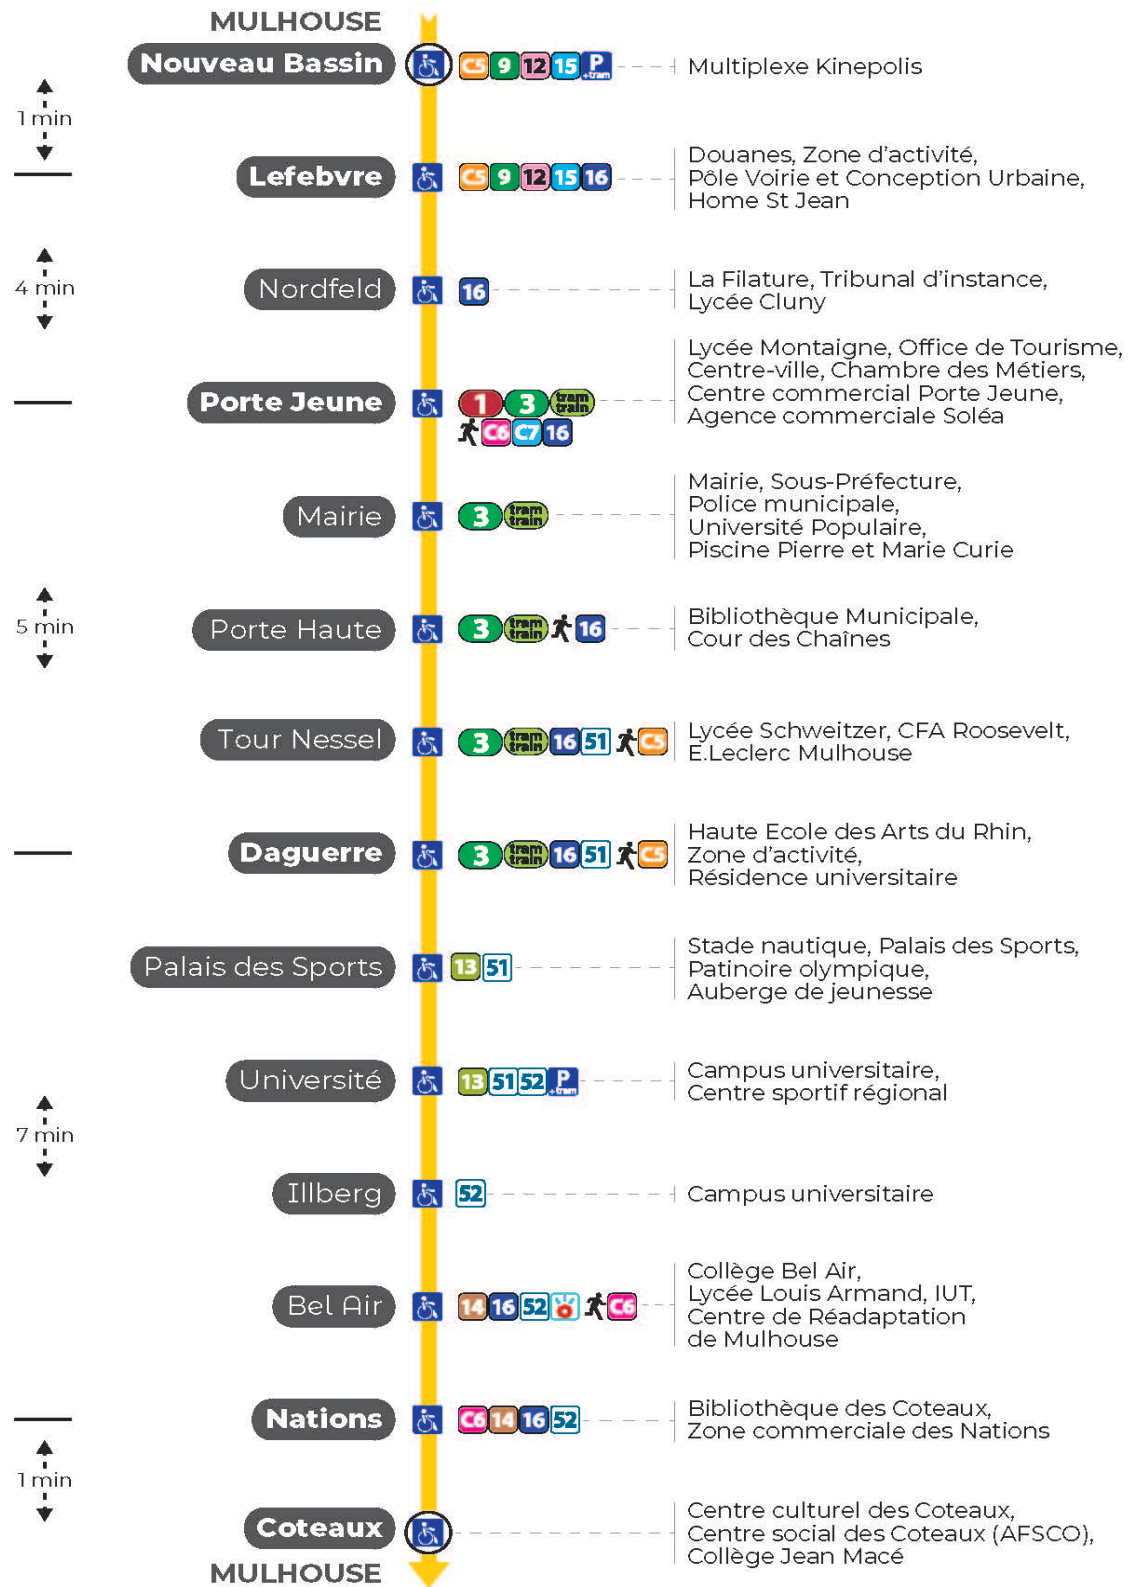 MULHOUSE
Nouveau Bassin C5 9 12 15 P +tram Multiplexe Kinepolis
1 min
Lefebvre C5 9 12 15 16
Douanes, Zone d'activité,
Pôle Voirie et Conception Urbaine,
Home St Jean
4 min
Nordfeld 16
La Filature, Tribunal d'instance,
Lycée Cluny
Porte Jeune 1 3 tram train
C6 C7 16
Lycée Montaigne, Office de Tourisme,
Centre-ville, Chambre des Métiers,
Centre commercial Porte Jeune,
Agence commerciale Soléa
Mairie 3 tram train
Mairie, Sous-Préfecture,
Police municipale,
Université Populaire,
Piscine Pierre et Marie Curie
5 min
Porte Haute 3 tram train 16
Bibliothèque Municipale,
Cour des Chaînes
Tour Nessel 3 tram train 16 51 C5
Lycée Schweitzer, CFA Roosevelt,
E.Leclerc Mulhouse
Daguerre 3 tram train 16 51 C5
Haute Ecole des Arts du Rhin,
Zone d'activité,
Résidence universitaire
Palais des Sports 13 51
Stade nautique, Palais des Sports,
Patinoire olympique,
Auberge de jeunesse
Université 13 51 52 P +tram
Campus universitaire,
Centre sportif régional
7 min
Illberg 52 Campus universitaire
Bel Air 14 16 52 C6
Collège Bel Air,
Lycée Louis Armand, IUT,
Centre de Réadaptation
de Mulhouse
Nations C6 14 16 52
Bibliothèque des Coteaux,
Zone commerciale des Nations
1 min
Coteaux
Centre culturel des Coteaux,
Centre social des Coteaux (AFSCO),
Collège Jean Macé
MULHOUSE